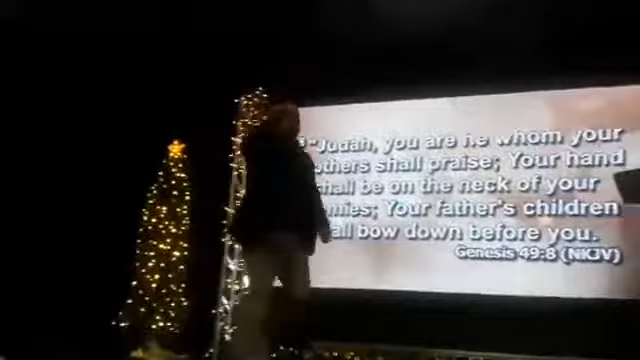 "Judah, you are he whom your
shall praise; Your hand
be on the neck of your
Your father's children
bow down before you.
Genesis 49:8 (NKJV)